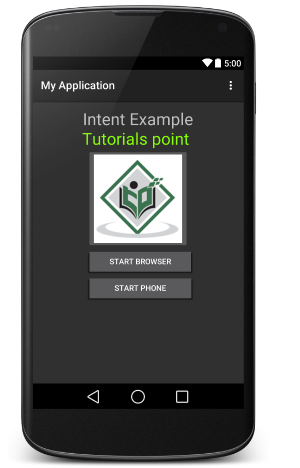 5:00
My Application
Intent Example
Tutorials point
START BROWSER
START PHONE